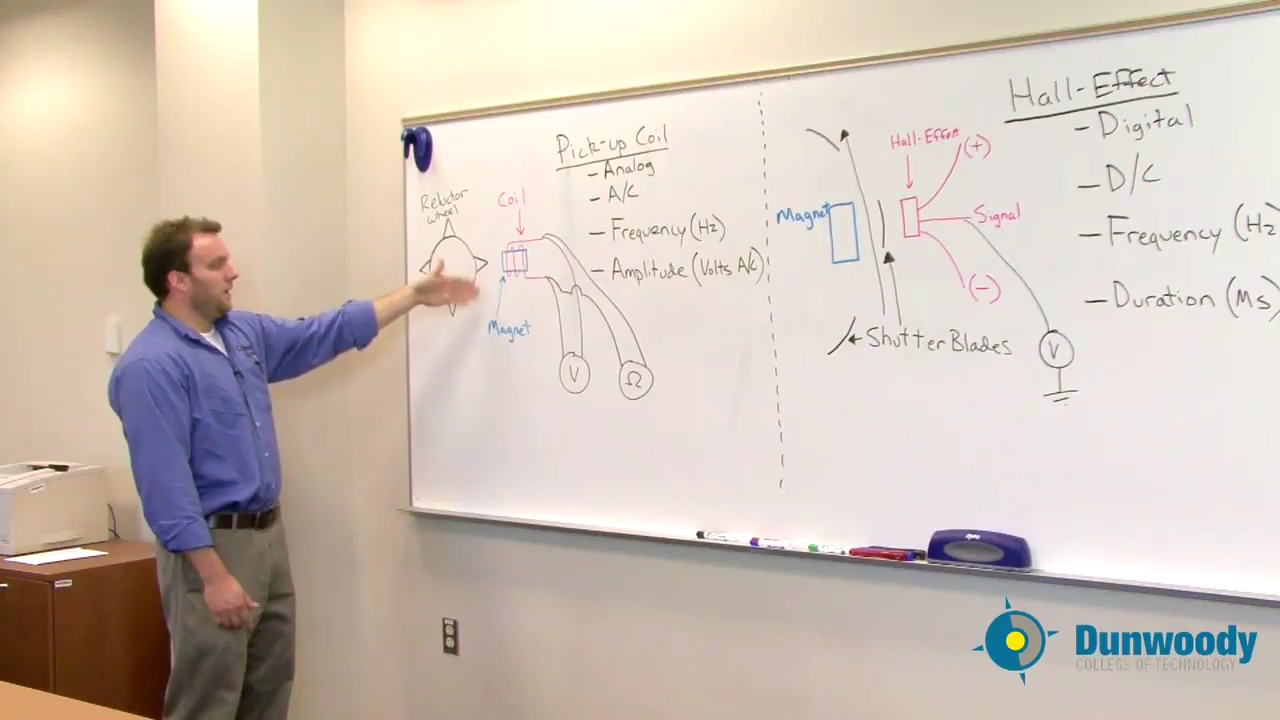 Pick-up Coil
- Analog
- A/C
- Frequency (Hz)
- Amplitude (Volts A/C)
Reluctor
wheel
Coil
Magnet
V
Ω
Hall-Effect
- Digital
- D/C
- Frequency (Hz
- Duration (Ms)
Hall-Effect
(+)
Magnet
Signal
(-)
Shutter Blades
V
Dunwoody
COLLEGE OF TECHNOLOGY